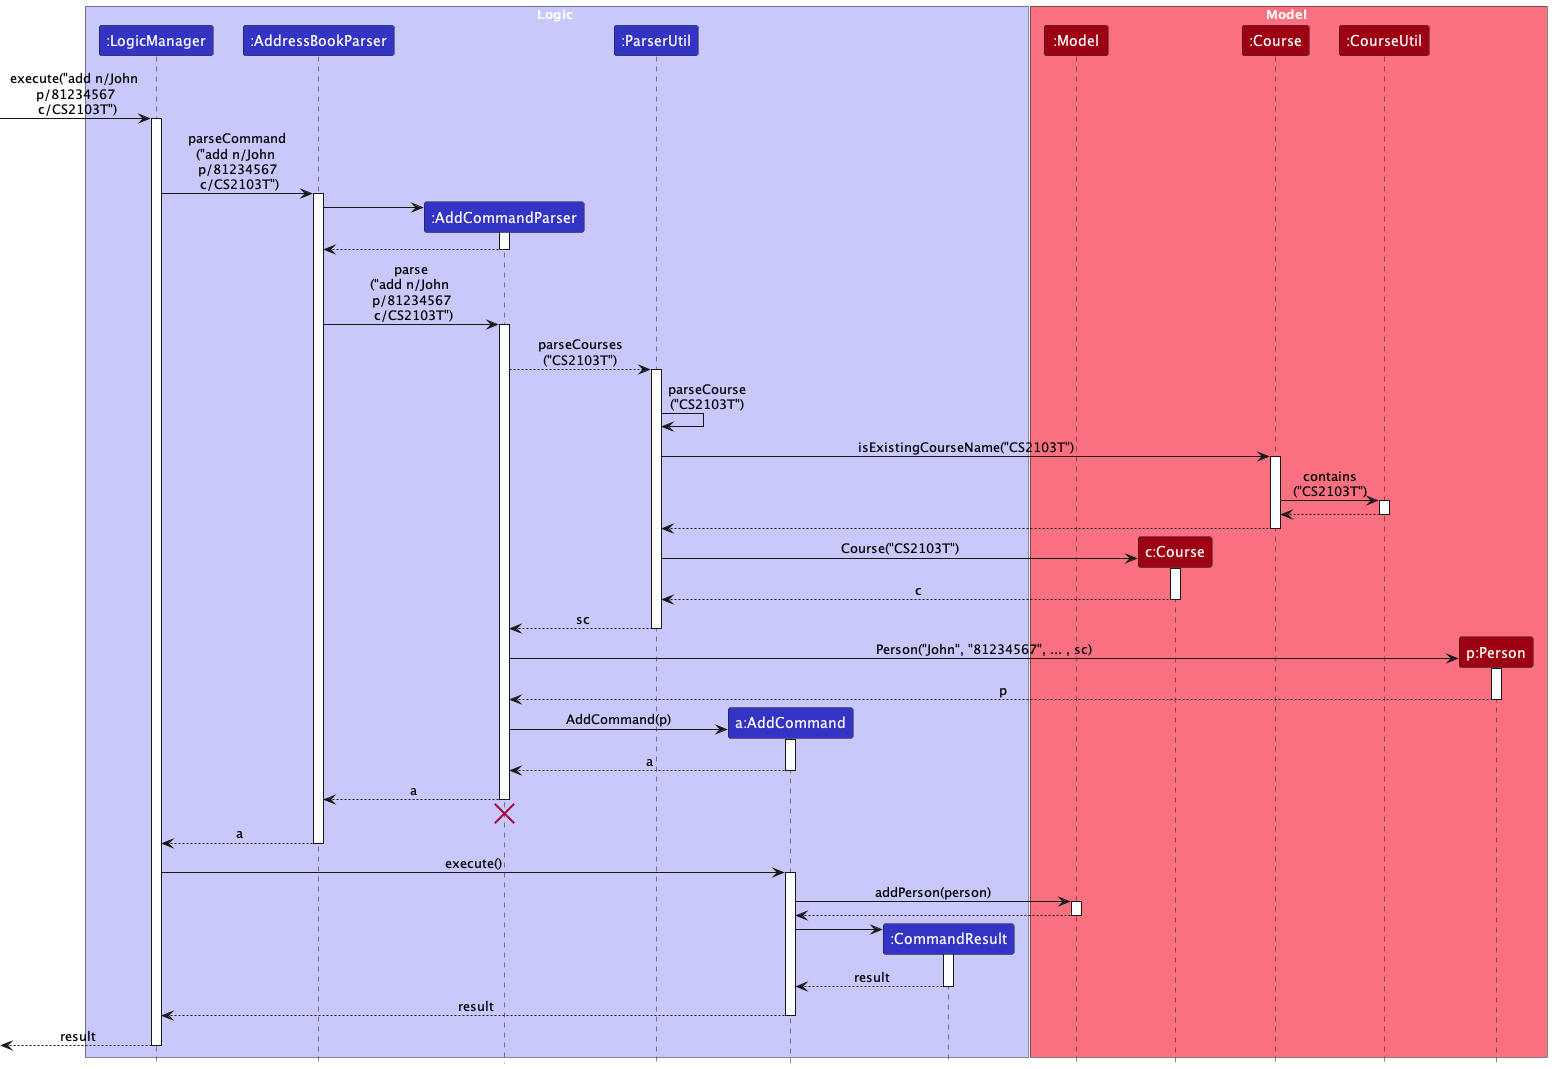 Logic
Model
:LogicManager
:AddressBookParser
:ParserUtil
:Model
:Course
:CourseUtil
execute("add n/John
p/81234567
c/CS2103T")
parseCommand
("add n/John
p/81234567
c/CS2103T")
:AddCommandParser
parse
("add n/John
p/81234567
c/CS2103T")
parseCourses
("CS2103T")
parseCourse
("CS2103T")
isExistingCourseName("CS2103T")
contains
("CS2103T")
Course("CS2103T")
c:Course
c
sc
Person("John", "81234567", ... , sc)
p:Person
p
AddCommand(p)
a:AddCommand
a
a
a
execute()
addPerson(person)
:CommandResult
result
result
result